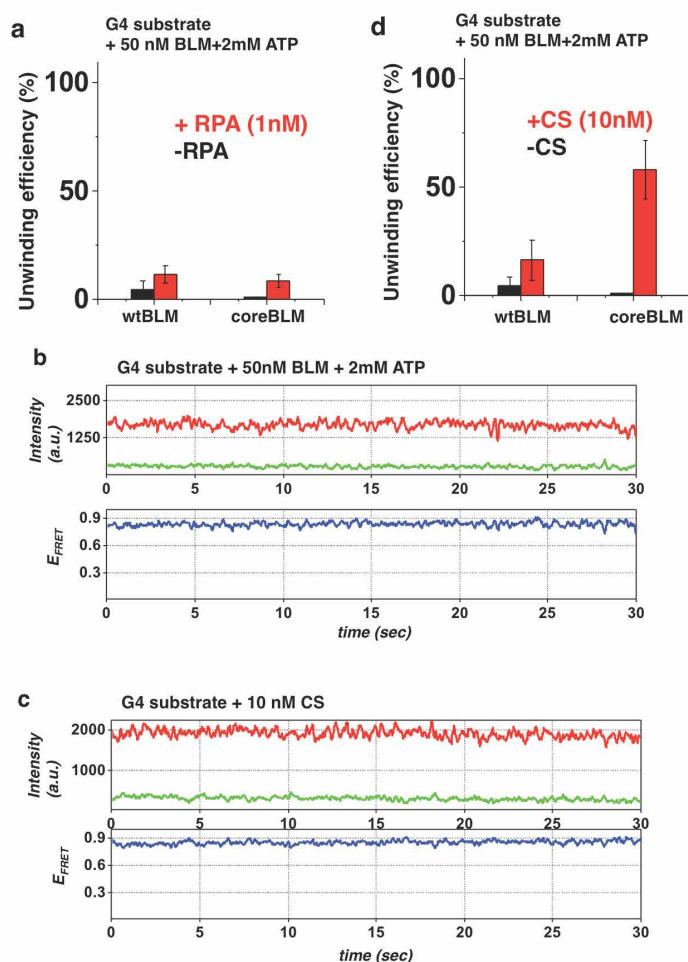 a
G4 substrate
+ 50 nM BLM+2mM ATP
Unwinding efficiency (%)
100
50
0
+ RPA (1nM)
-RPA
wtBLM
coreBLM
d
G4 substrate
+ 50 nM BLM+2mM ATP
Unwinding efficiency (%)
100
50
0
+CS (10nM)
-CS
wtBLM
coreBLM
b
G4 substrate + 50nM BLM + 2mM ATP
Intensity
(a.u.)
2500
1250
0 5 10 15 20 25 30
EFRET
0.9
0.6
0.3
0 5 10 15 20 25 30
time (sec)
c
G4 substrate + 10 nM CS
Intensity
(a.u.)
2000
1000
0 5 10 15 20 25 30
EFRET
0.9
0.6
0.3
0 5 10 15 20 25 30
time (sec)